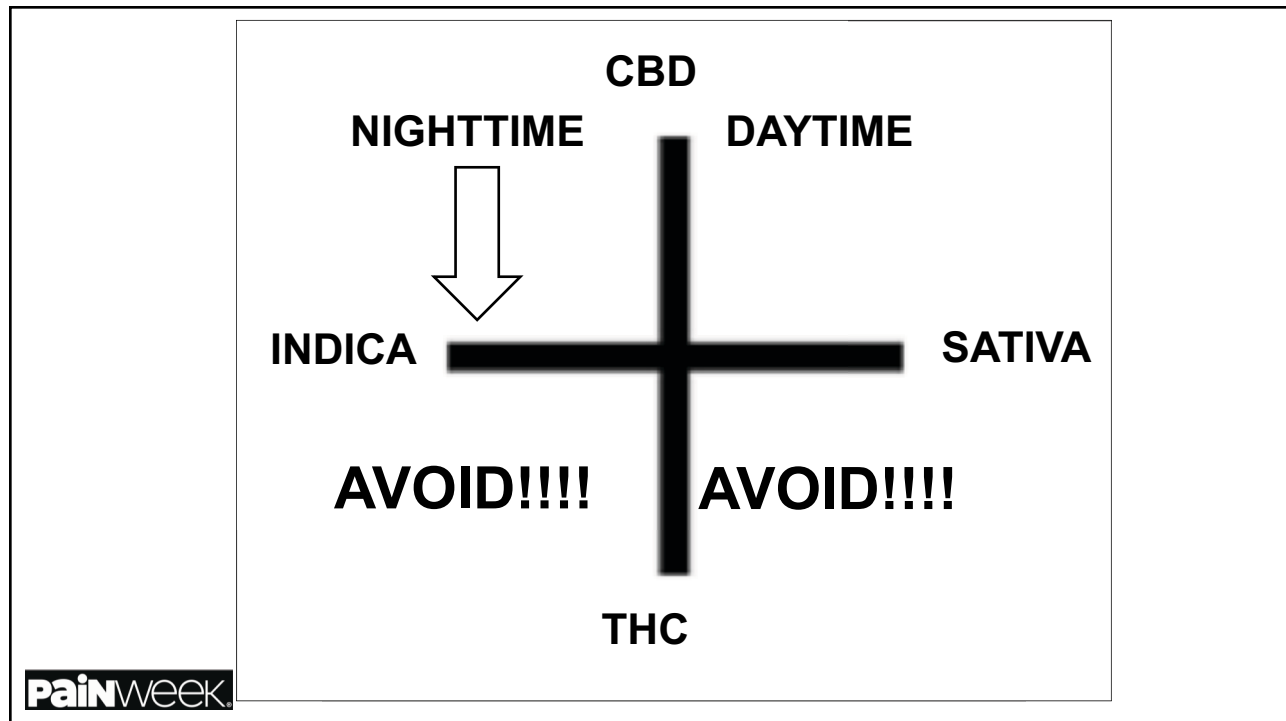 CBD
NIGHTTIME DAYTIME
INDICA SATIVA
AVOID!!!! AVOID!!!!
THC
PaiNWeeK.